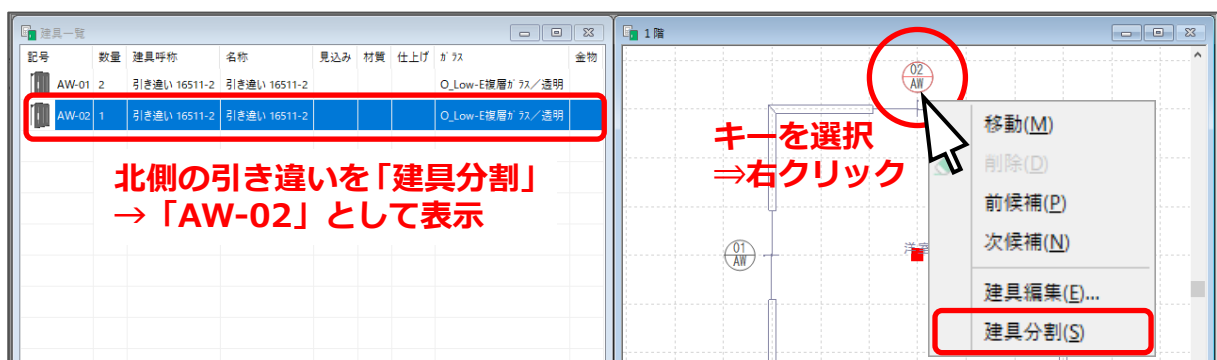 建具一覧
記号 数量 建具呼称 名称 見込み 材質 仕上げ ｶﾞﾗｽ 金物
AW-01 2 引き違い 16511-2 引き違い 16511-2 O_Low-E複層ｶﾞﾗｽ／透明
AW-02 1 引き違い 16511-2 引き違い 16511-2 O_Low-E複層ｶﾞﾗｽ／透明
北側の引き違いを「建具分割」
→「AW-02」として表示
1階
02
AW
キーを選択
⇒右クリック
01
AW
洋室
移動(M)
削除(D)
前候補(P)
次候補(N)
建具編集(E)...
建具分割(S)